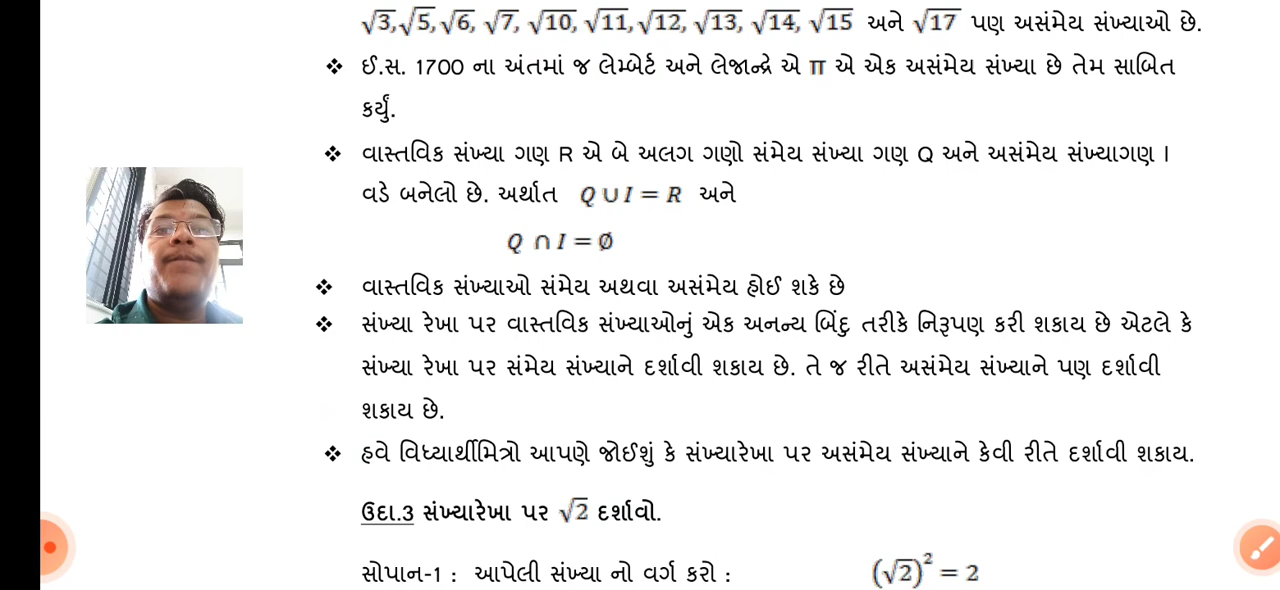 √3,√5,√6, √7, √10, √11, √12, √13, √14, √15 અને √17 પણ અસંમેય સંખ્યાઓ છે.
❖ ઈ.સ. 1700 ના અંતમાં જ લેમ્બેર્ટ અને લેજાન્દ્રે એ π એ એક અસંમેય સંખ્યા છે તેમ સાબિત
કર્યું.
❖ વાસ્તવિક સંખ્યા ગણ R એ બે અલગ ગણો સંમેય સંખ્યા ગણ Q અને અસંમેય સંખ્યાગણ I
વડે બનેલો છે. અર્થાત Q ∪ I = R અને
Q ∩ I = ∅
❖ વાસ્તવિક સંખ્યાઓ સંમેય અથવા અસંમેય હોઈ શકે છે
❖ સંખ્યા રેખા પર વાસ્તવિક સંખ્યાઓનું એક અનન્ય બિંદુ તરીકે નિરૂપણ કરી શકાય છે એટલે કે
સંખ્યા રેખા પર સંમેય સંખ્યાને દર્શાવી શકાય છે. તે જ રીતે અસંમેય સંખ્યાને પણ દર્શાવી
શકાય છે.
❖ હવે વિધ્યાર્થીમિત્રો આપણે જોઈશું કે સંખ્યારેખા પર અસંમેય સંખ્યાને કેવી રીતે દર્શાવી શકાય.
ઉદા.3 સંખ્યારેખા પર √2 દર્શાવો.
સોપાન-1 : આપેલી સંખ્યા નો વર્ગ કરો : (√2)² = 2